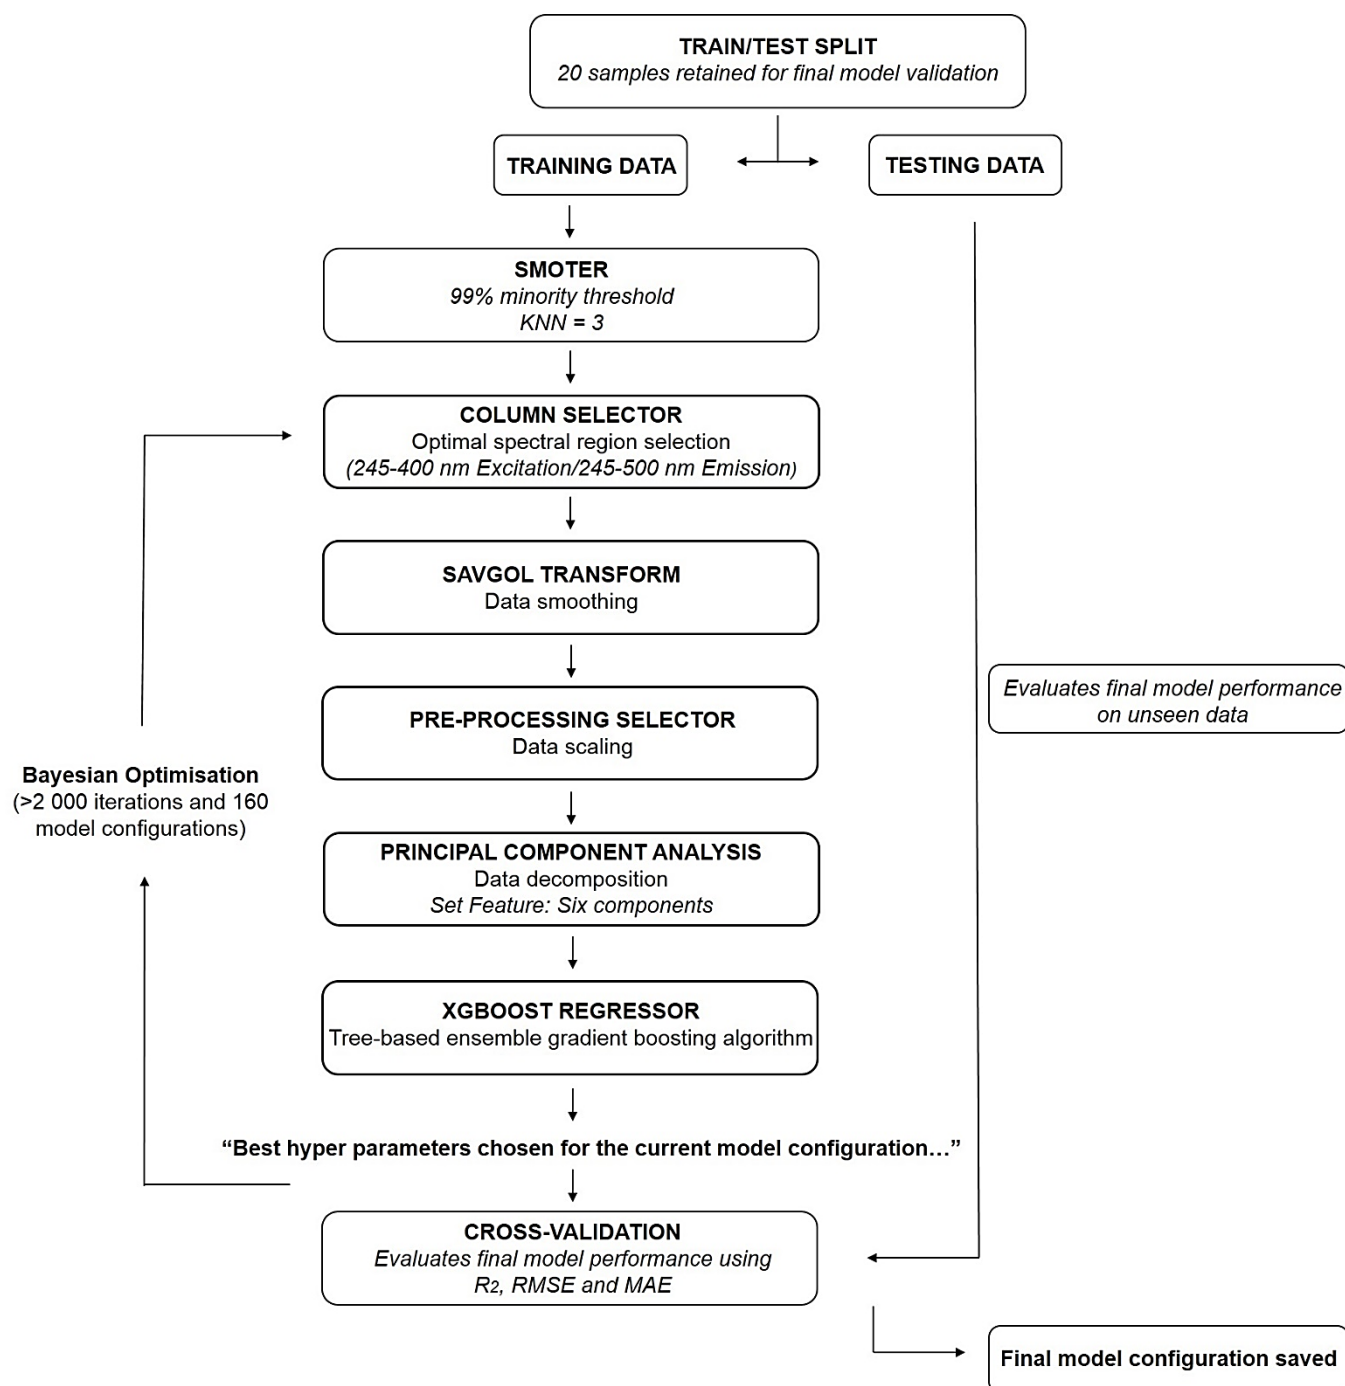 TRAIN/TEST SPLIT
20 samples retained for final model validation
TRAINING DATA
TESTING DATA
SMOTER
99% minority threshold
KNN = 3
COLUMN SELECTOR
Optimal spectral region selection
(245-400 nm Excitation/245-500 nm Emission)
SAVGOL TRANSFORM
Data smoothing
PRE-PROCESSING SELECTOR
Data scaling
Evaluates final model performance
on unseen data
Bayesian Optimisation
(>2 000 iterations and 160
model configurations)
PRINCIPAL COMPONENT ANALYSIS
Data decomposition
Set Feature: Six components
XGBOOST REGRESSOR
Tree-based ensemble gradient boosting algorithm
“Best hyper parameters chosen for the current model configuration…”
CROSS-VALIDATION
Evaluates final model performance using
R2, RMSE and MAE
Final model configuration saved